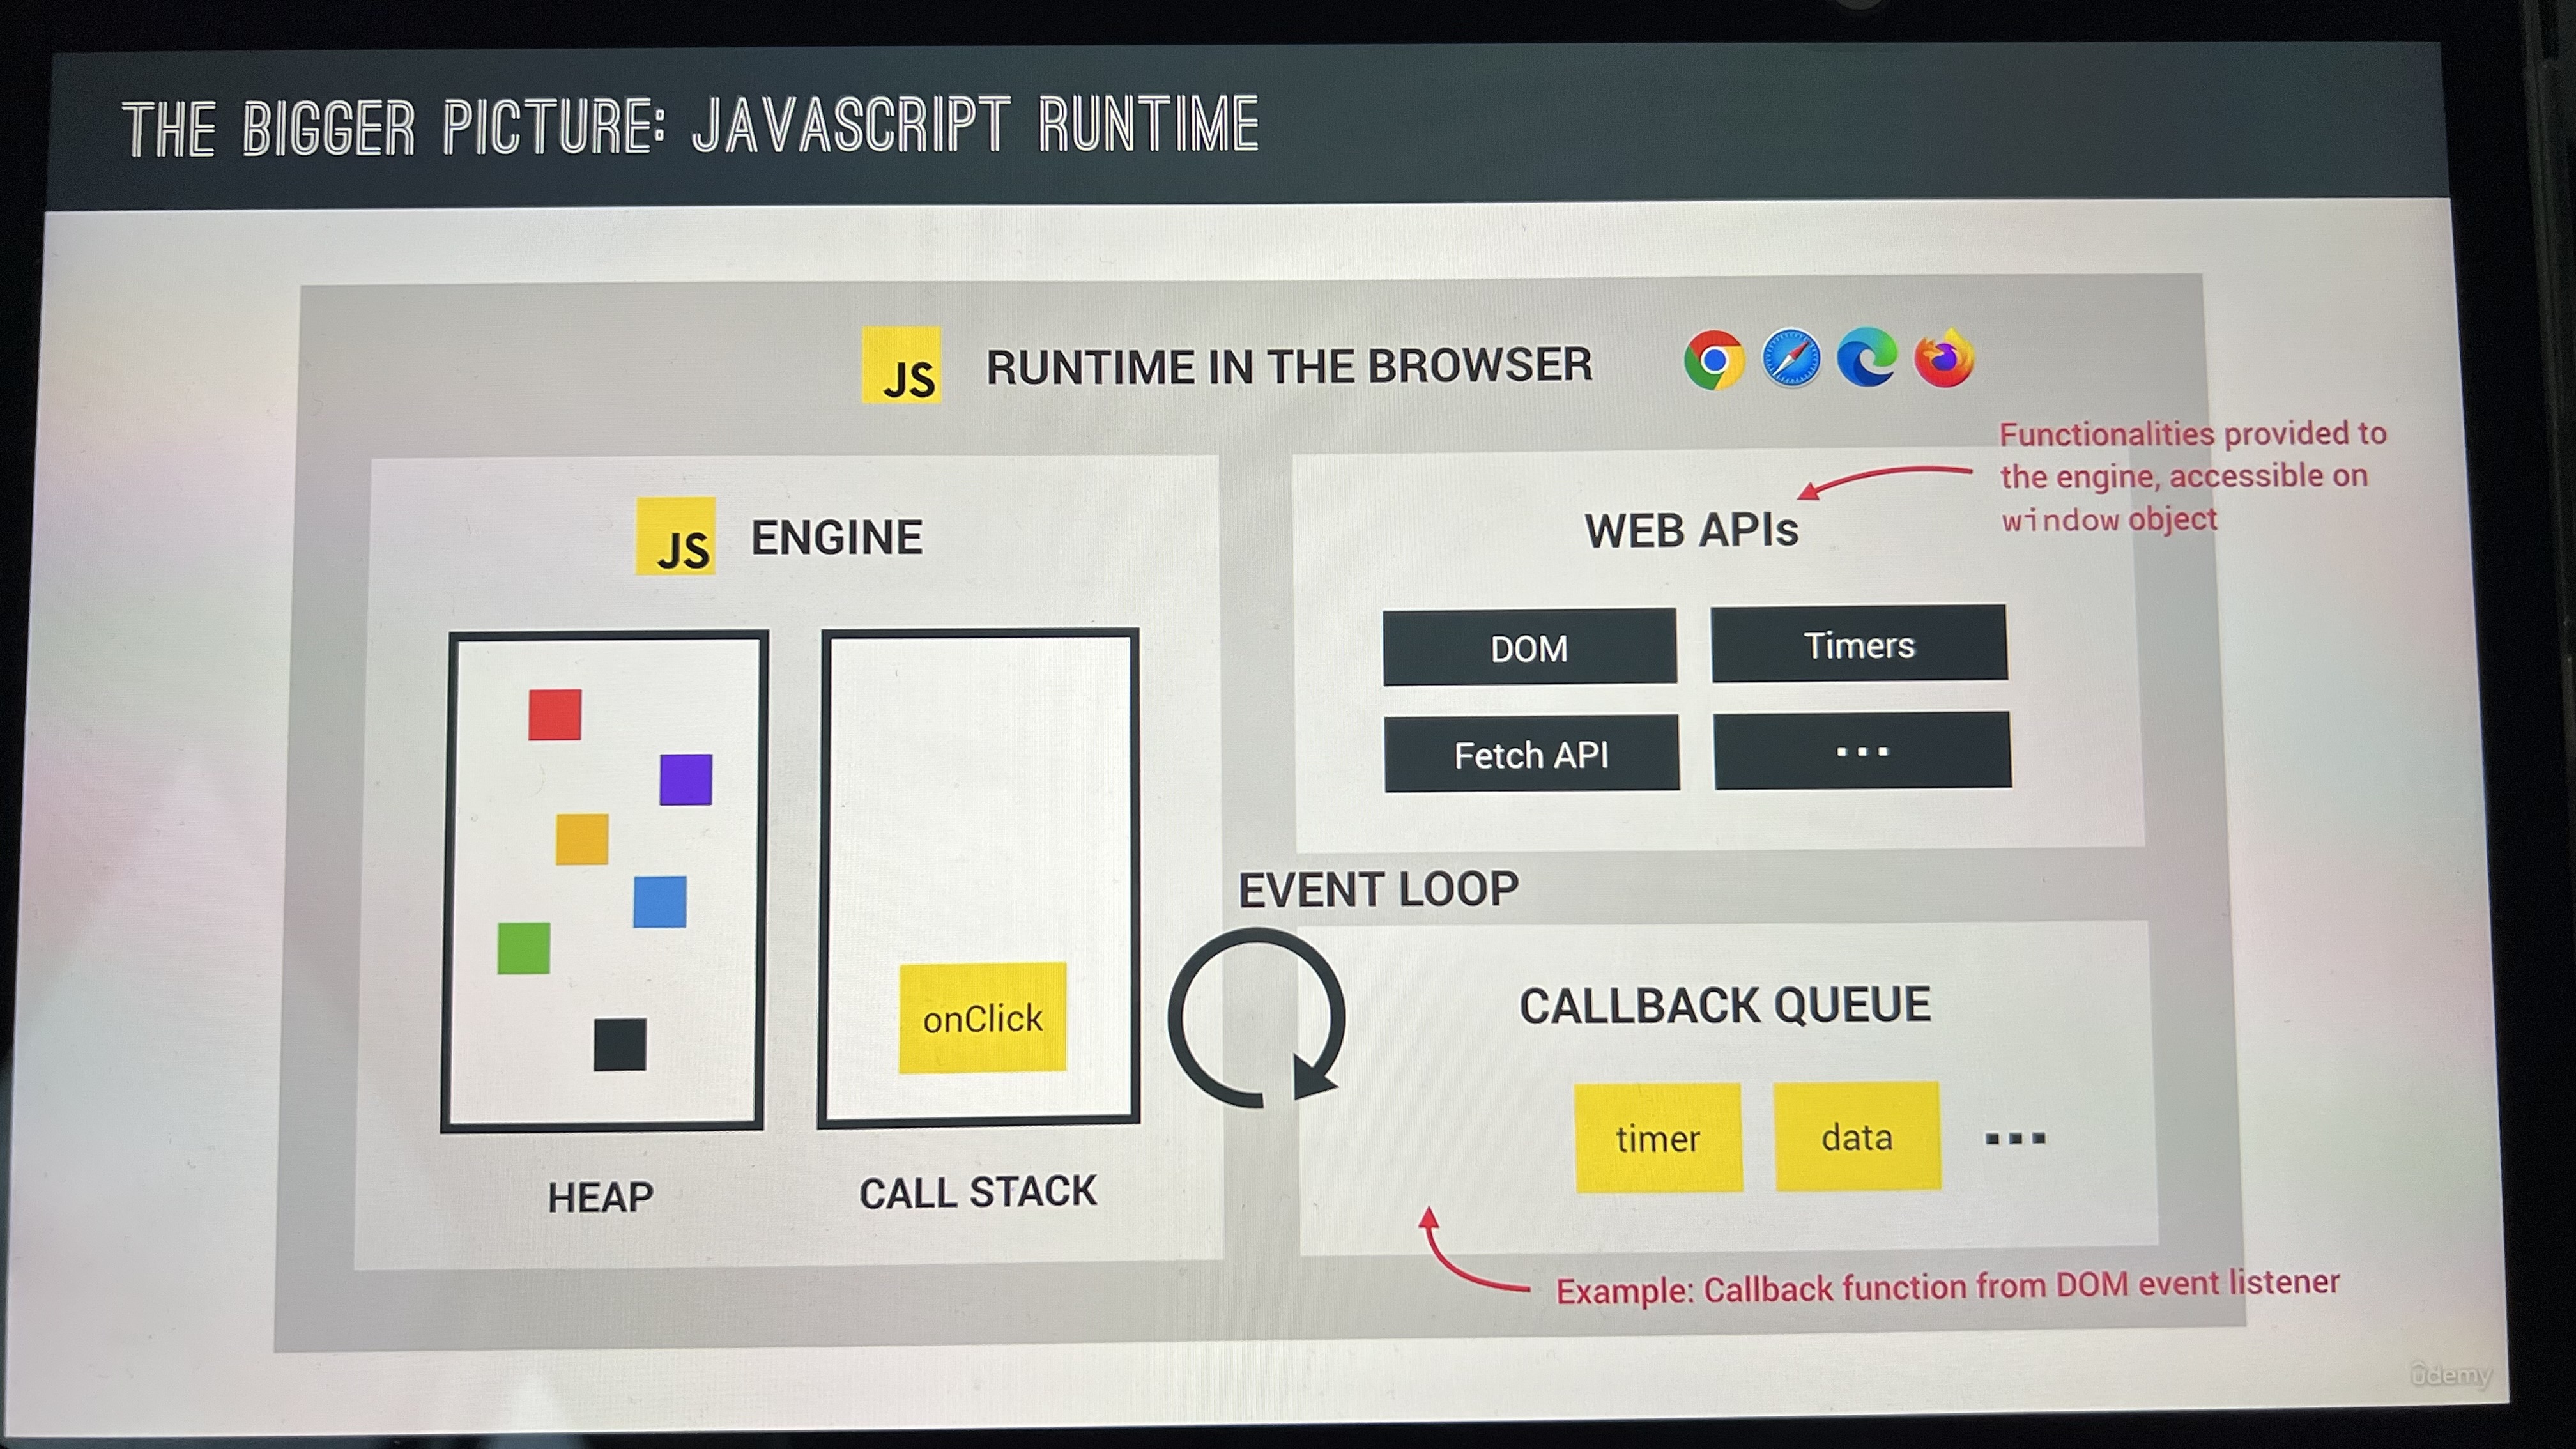 THE BIGGER PICTURE: JAVASCRIPT RUNTIME
JS RUNTIME IN THE BROWSER
Functionalities provided to
the engine, accessible on
window object
JS ENGINE
WEB APIs
DOM
Timers
Fetch API
...
EVENT LOOP
onClick
CALLBACK QUEUE
timer
data
...
HEAP
CALL STACK
Example: Callback function from DOM event listener
ûdemy